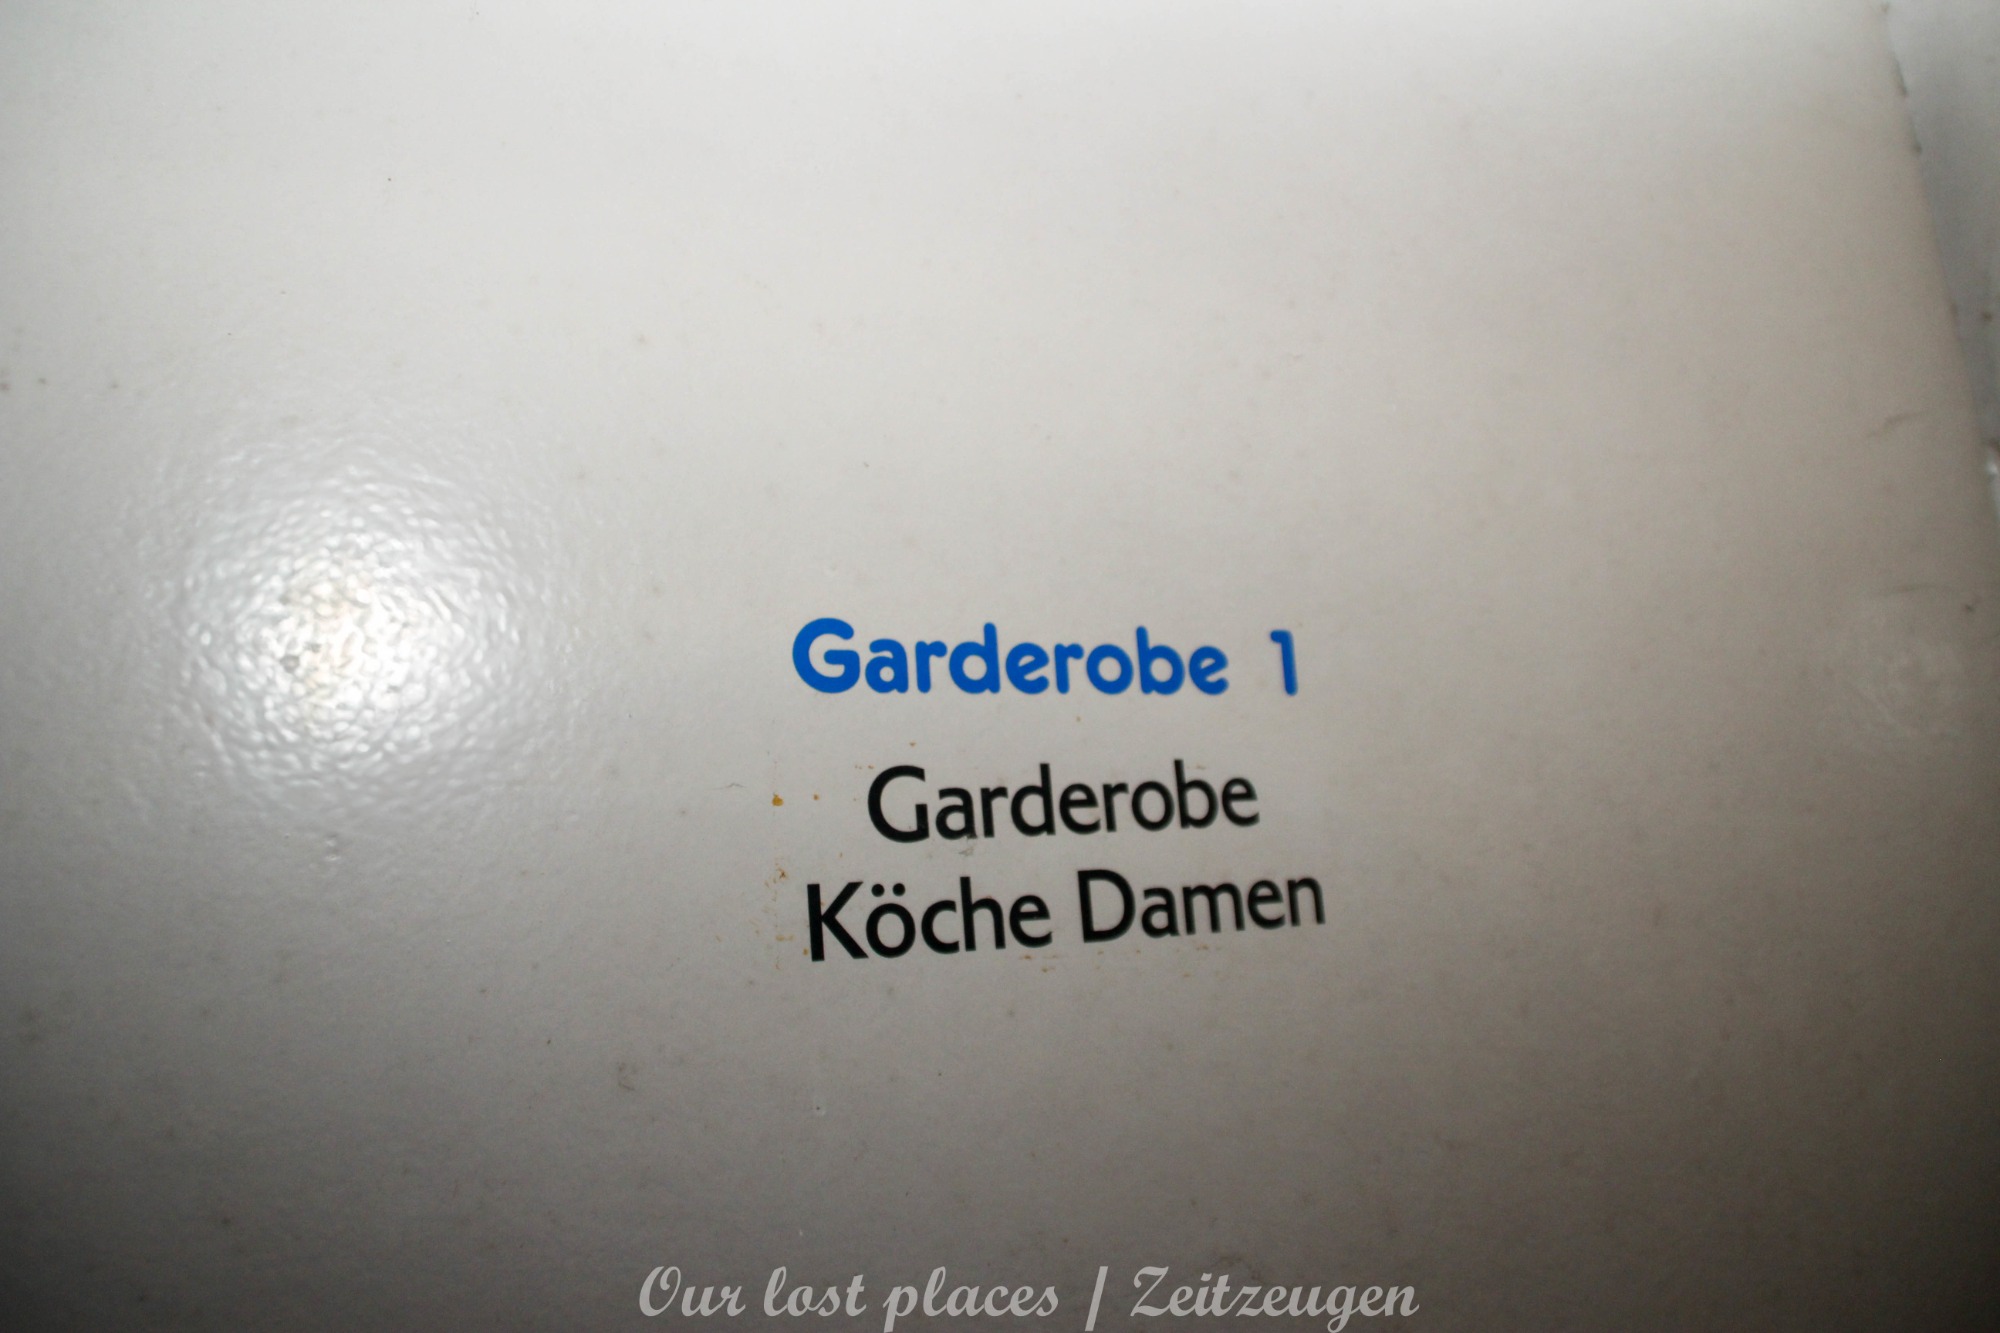 Garderobe 1
Garderobe
Köche Damen
Our lost places / Zeitzeugen